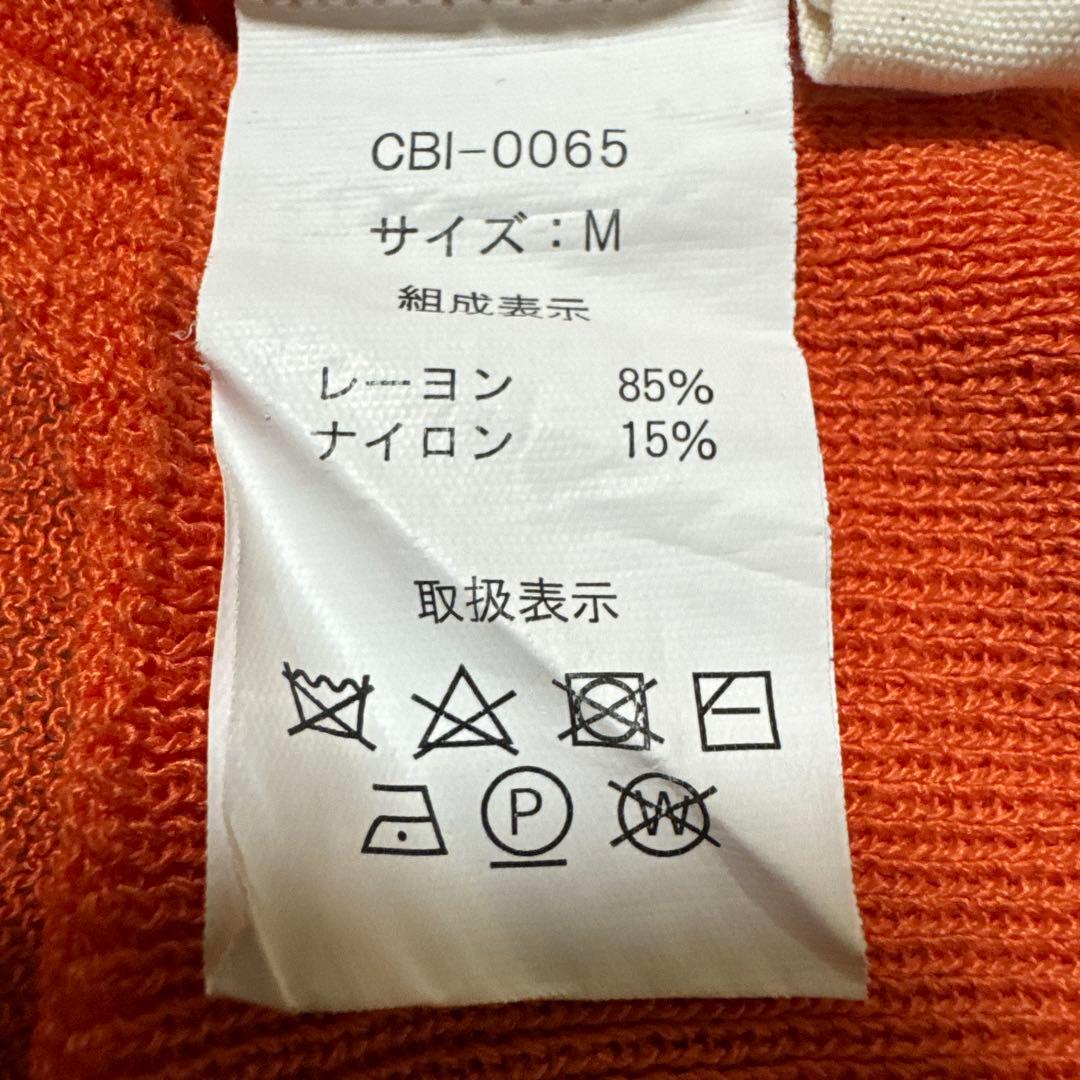 CBI-0065
サイズ：M
組成表示
レーヨン 85%
ナイロン 15%
取扱表示
P W